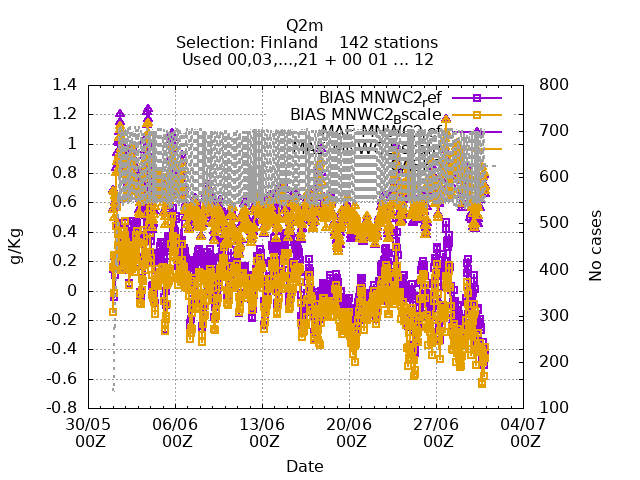 Q2m
Selection: Finland 142 stations
Used 00,03,...,21 + 00 01 ... 12
1.4
1.2
1
0.8
0.6
0.4
0.2
0
-0.2
-0.4
-0.6
-0.8
g/Kg
800
700
600
500
400
300
200
100
No cases
BIAS MNWC2ref
BIAS MNWC2Bscale
30/05 06/06 13/06 20/06 27/06 04/07
00Z 00Z 00Z 00Z 00Z 00Z
Date